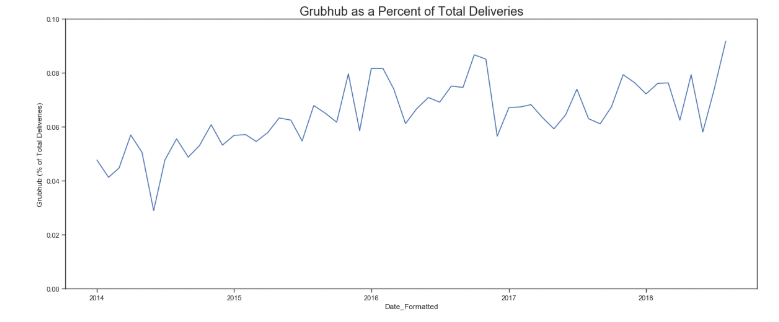 Grubhub as a Percent of Total Deliveries
Grubhub (% of Total Deliveries)
0.10
0.08
0.06
0.04
0.02
0.00
2014 2015 2016 2017 2018
Date_Formatted